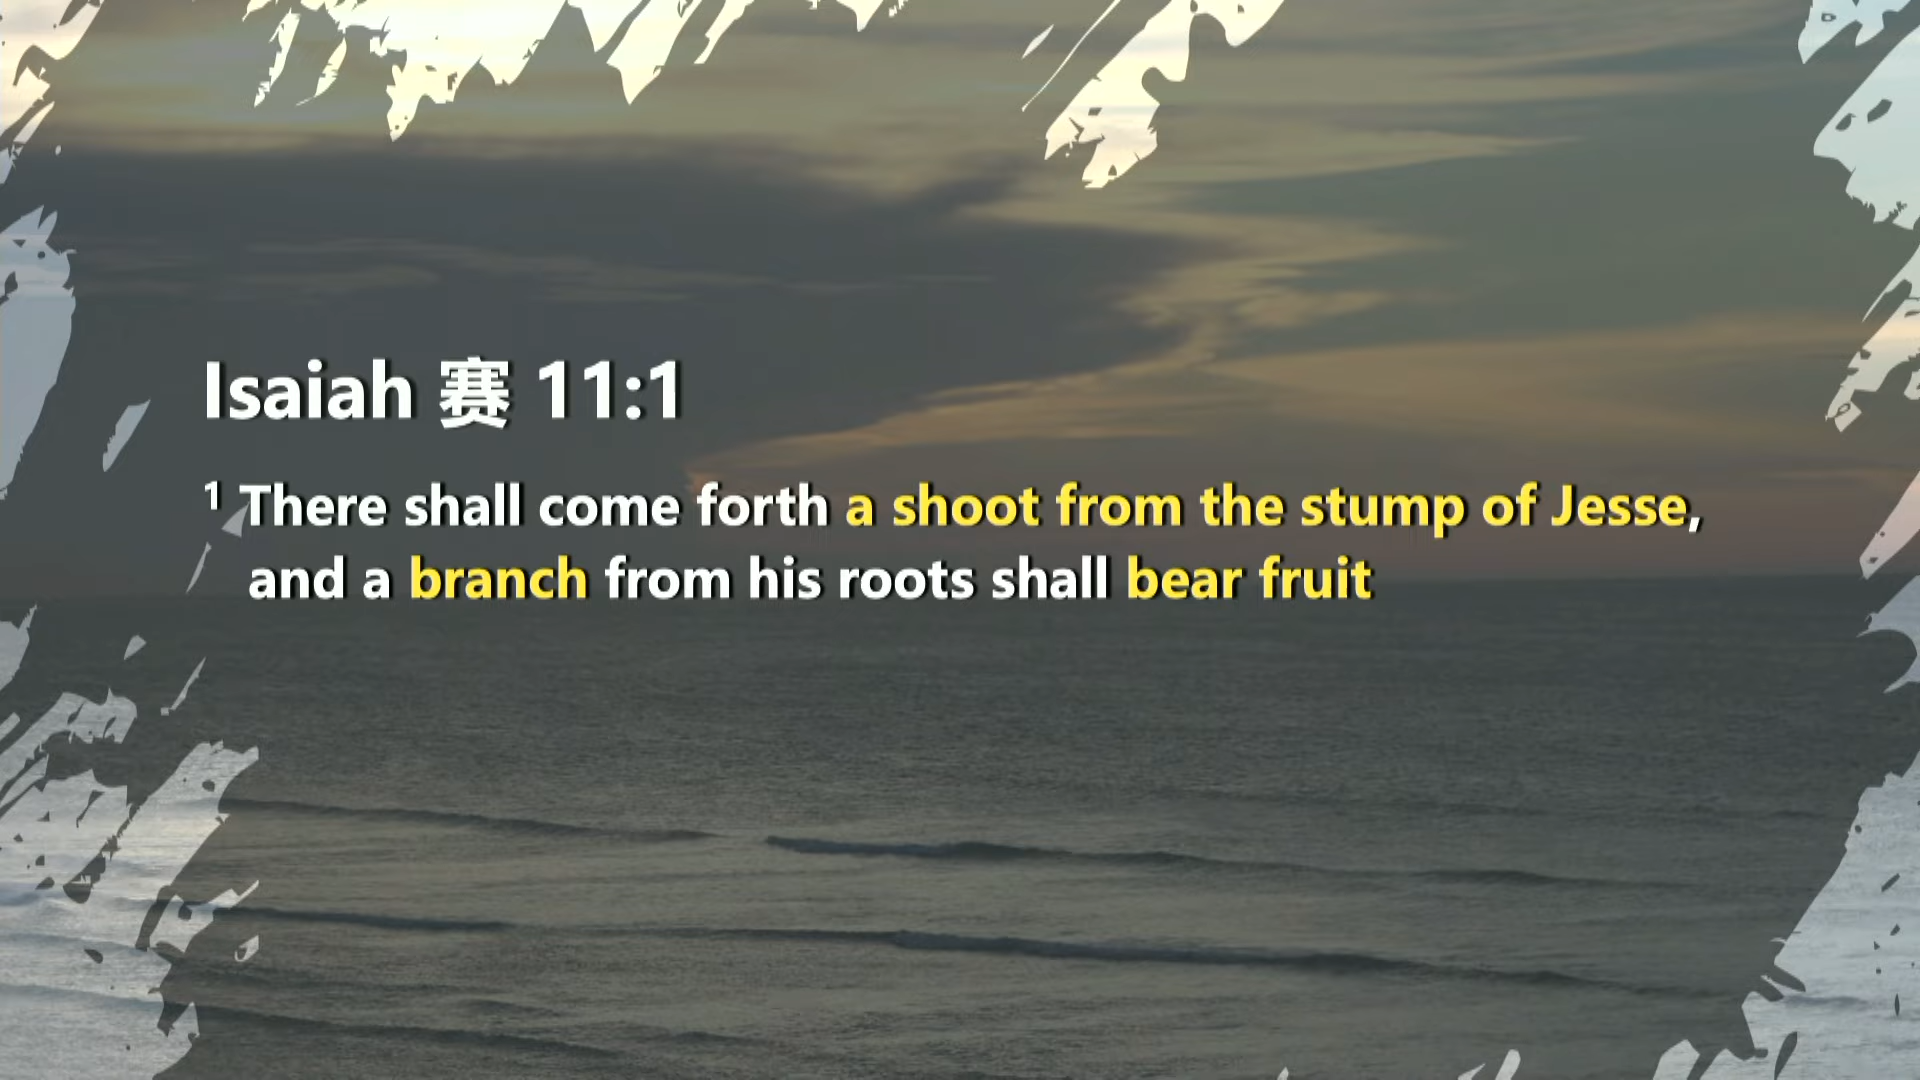 Isaiah 赛 11:1
1 There shall come forth a shoot from the stump of Jesse,
and a branch from his roots shall bear fruit